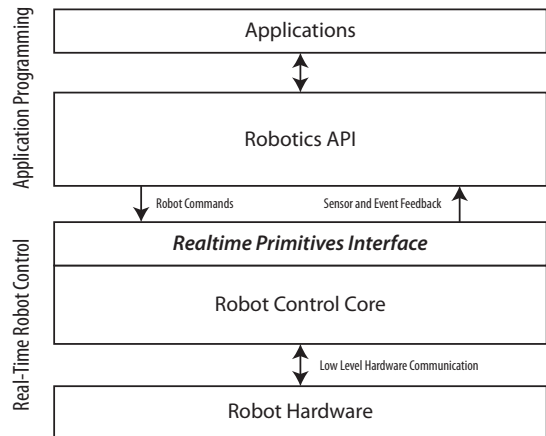 Application Programming
Applications
Robotics API
Robot Commands
Sensor and Event Feedback
Real-Time Robot Control
Realtime Primitives Interface
Robot Control Core
Low Level Hardware Communication
Robot Hardware